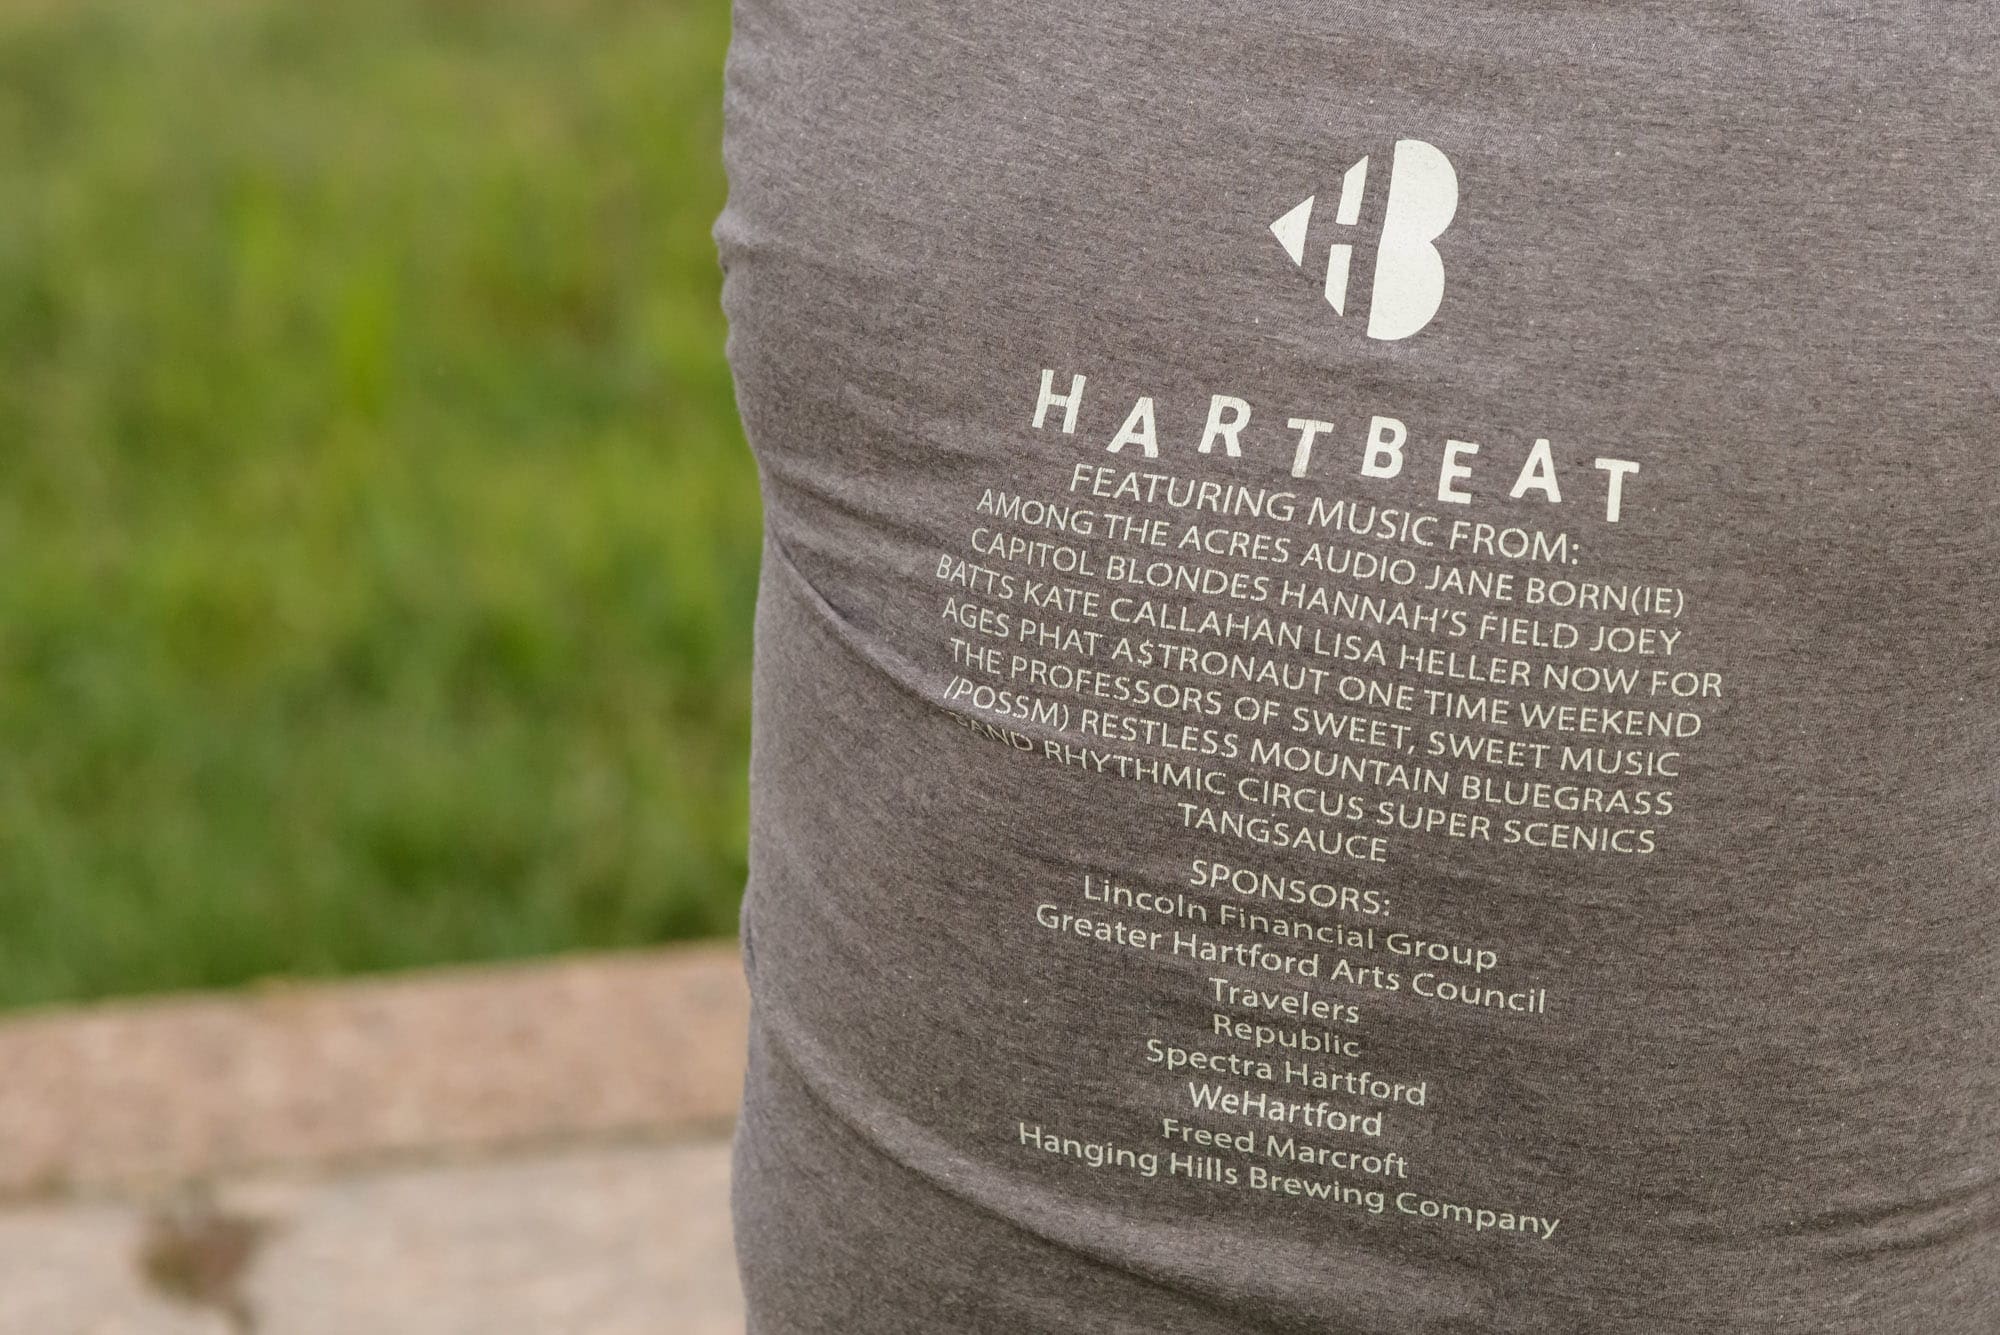 HB
HARTBEAT
FEATURING MUSIC FROM:
AMONG THE ACRES AUDIO JANE BORN(IE)
CAPITOL BLONDES HANNAH'S FIELD JOEY
BATTS KATE CALLAHAN LISA HELLER NOW FOR
AGES PHAT A$TRONAUT ONE TIME WEEKEND
THE PROFESSORS OF SWEET, SWEET MUSIC
(POSSM) RESTLESS MOUNTAIN BLUEGRASS
RHYTHMIC CIRCUS SUPER SCENICS
TANGSAUCE
SPONSORS:
Lincoln Financial Group
Greater Hartford Arts Council
Travelers
Republic
Spectra Hartford
WeHartford
Freed Marcroft
Hanging Hills Brewing Company